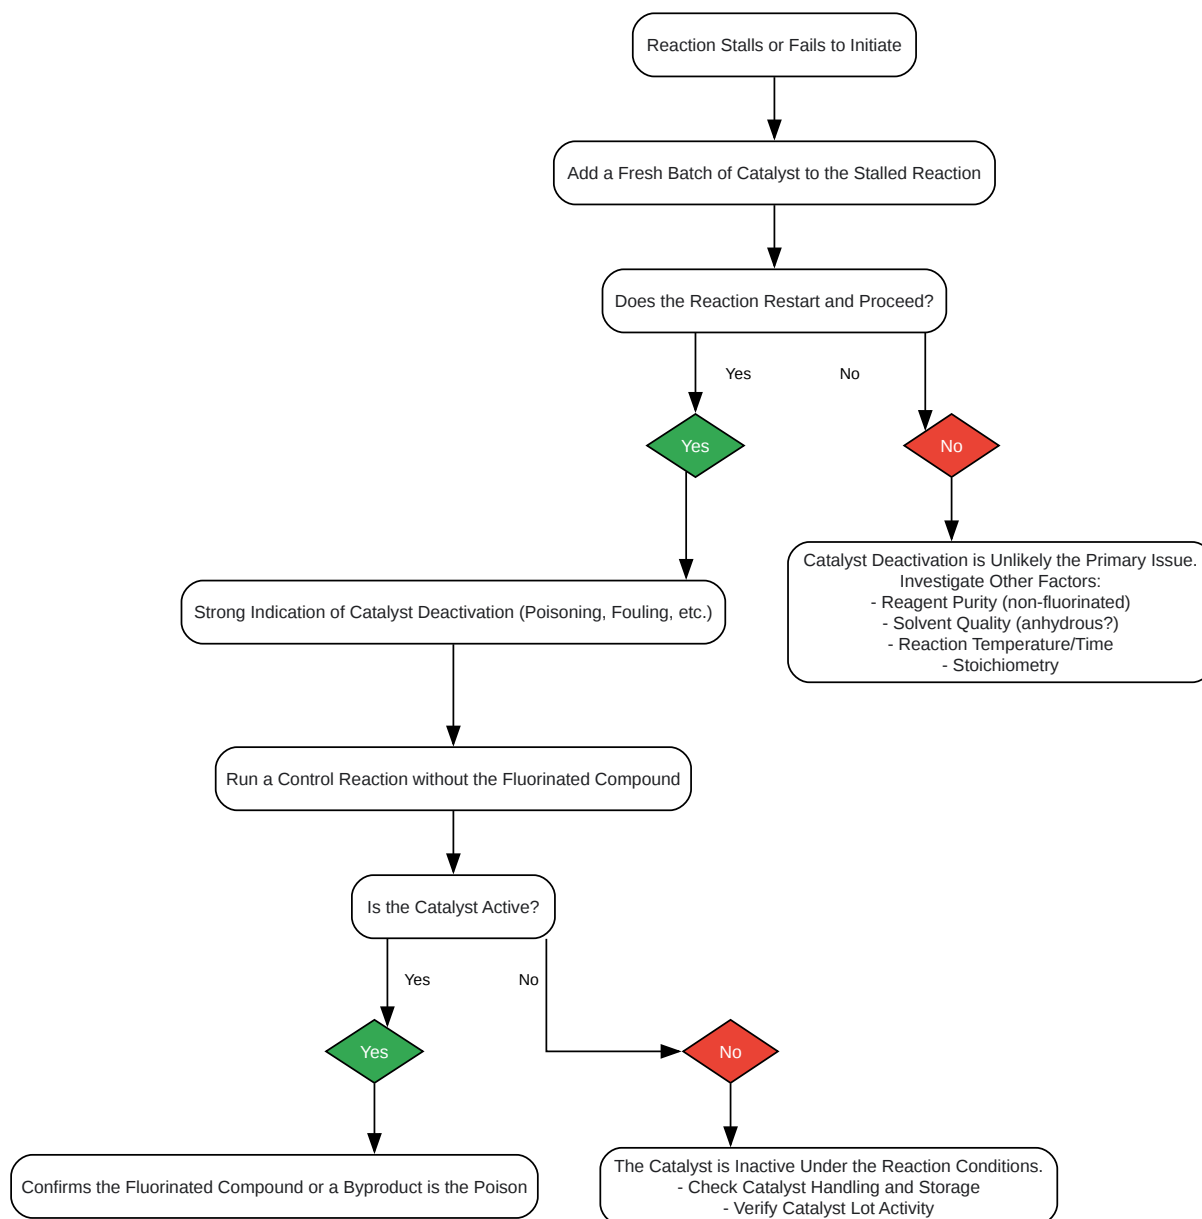 Reaction Stalls or Fails to Initiate
Add a Fresh Batch of Catalyst to the Stalled Reaction
Does the Reaction Restart and Proceed?
Yes
No
Yes
No
Catalyst Deactivation is Unlikely the Primary Issue.
Investigate Other Factors:
- Reagent Purity (non-fluorinated)
- Solvent Quality (anhydrous?)
- Reaction Temperature/Time
- Stoichiometry
Strong Indication of Catalyst Deactivation (Poisoning, Fouling, etc.)
Run a Control Reaction without the Fluorinated Compound
Is the Catalyst Active?
Yes
No
Yes
No
Confirms the Fluorinated Compound or a Byproduct is the Poison
The Catalyst is Inactive Under the Reaction Conditions.
- Check Catalyst Handling and Storage
- Verify Catalyst Lot Activity